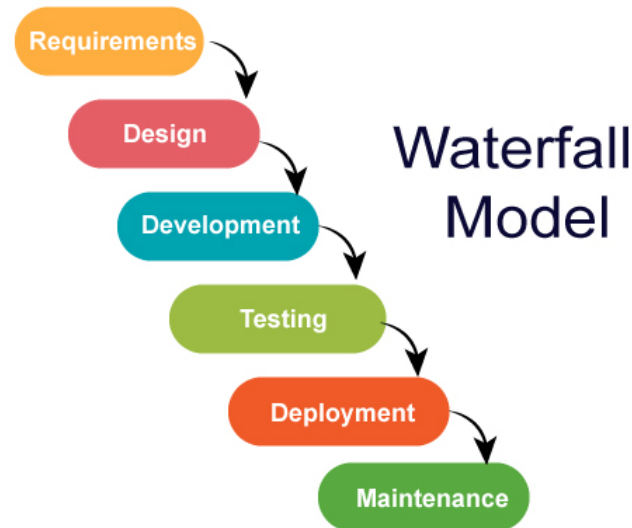 Requirements
Design
Waterfall
Model
Development
Testing
Deployment
Maintenance